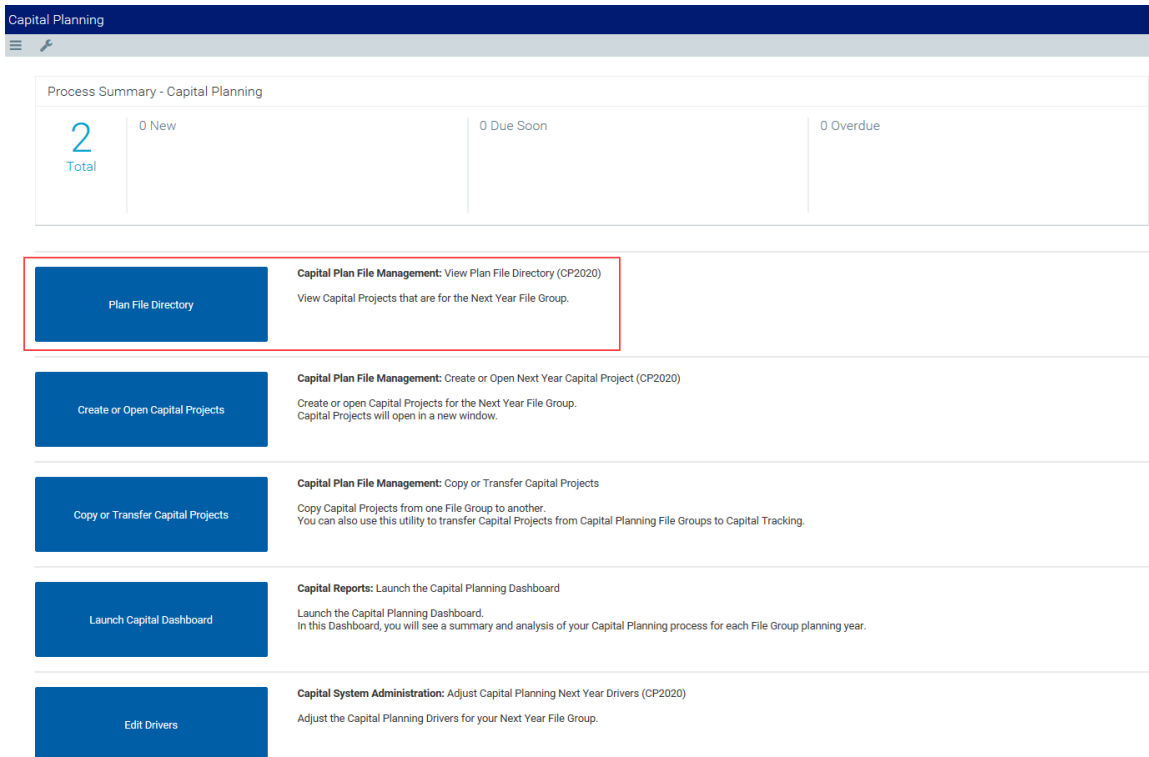 Capital Planning
Process Summary - Capital Planning
2
Total
0 New
0 Due Soon
0 Overdue
Plan File Directory
Capital Plan File Management: View Plan File Directory (CP2020)
View Capital Projects that are for the Next Year File Group.
Create or Open Capital Projects
Capital Plan File Management: Create or Open Next Year Capital Project (CP2020)
Create or open Capital Projects for the Next Year File Group.
Capital Projects will open in a new window.
Copy or Transfer Capital Projects
Capital Plan File Management: Copy or Transfer Capital Projects
Copy Capital Projects from one File Group to another.
You can also use this utility to transfer Capital Projects from Capital Planning File Groups to Capital Tracking.
Launch Capital Dashboard
Capital Reports: Launch the Capital Planning Dashboard
Launch the Capital Planning Dashboard.
In this Dashboard, you will see a summary and analysis of your Capital Planning process for each File Group planning year.
Edit Drivers
Capital System Administration: Adjust Capital Planning Next Year Drivers (CP2020)
Adjust the Capital Planning Drivers for your Next Year File Group.